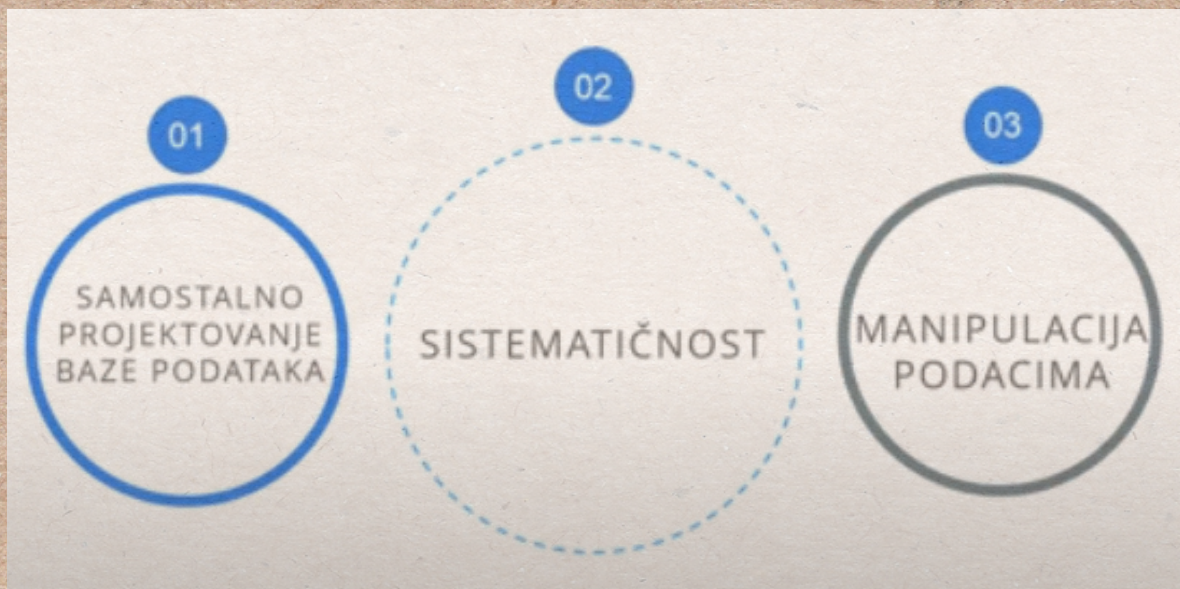 01
SAMOSTALNO
PROJEKTOVANJE
BAZE PODATAKA
02
SISTEMATIČNOST
03
MANIPULACIJA
PODACIMA